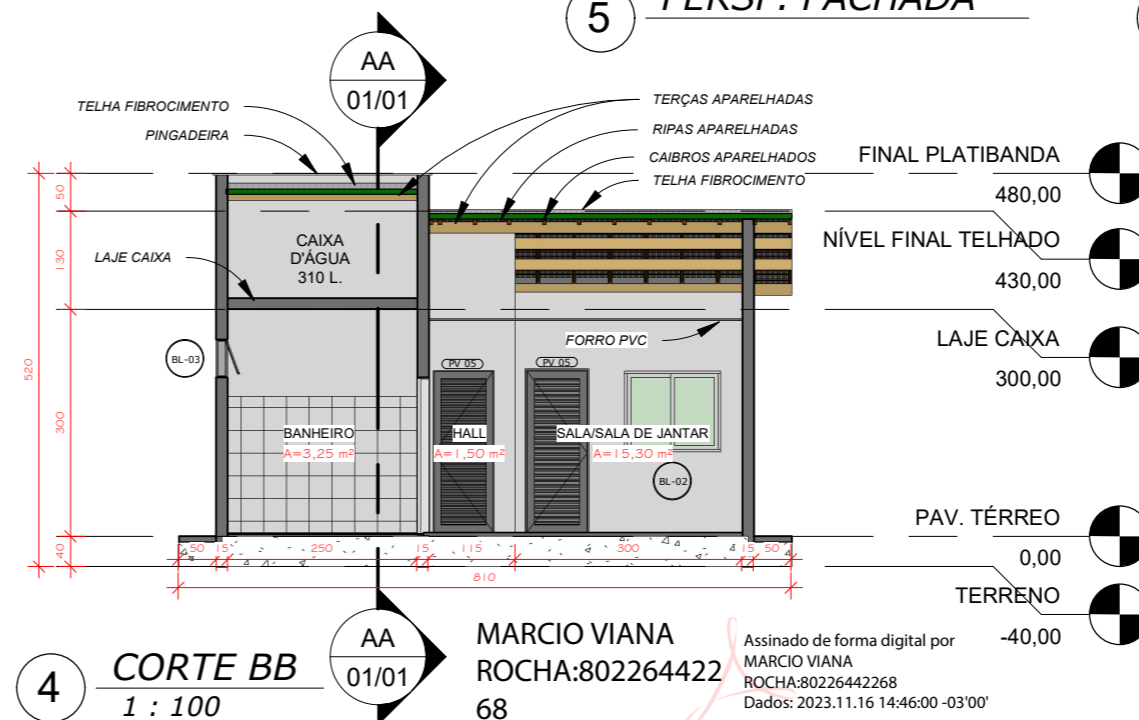 5
PERSP. FACHADA
AA
01/01
TELHA FIBROCIMENTO
PINGADEIRA
LAJE CAIXA
TERÇAS APARELHADAS
RIPAS APARELHADAS
CAIBROS APARELHADOS
TELHA FIBROCIMENTO
FINAL PLATIBANDA
480,00
NÍVEL FINAL TELHADO
430,00
LAJE CAIXA
300,00
PAV. TÉRREO
0,00
TERRENO
-40,00
50
130
300
40
520
CAIXA
D'ÁGUA
310 L.
FORRO PVC
BL-03
PV 05
PV 05
BANHEIRO
A=3,25 m²
HALL
A=1,50 m²
SALA/SALA DE JANTAR
A=15,30 m²
BL-02
50 15 250 15 115 300 15 50
810
4
CORTE BB
1 : 100
AA
01/01
MARCIO VIANA
ROCHA:802264422
68
Assinado de forma digital por
MARCIO VIANA
ROCHA:80226442268
Dados: 2023.11.16 14:46:00 -03'00'